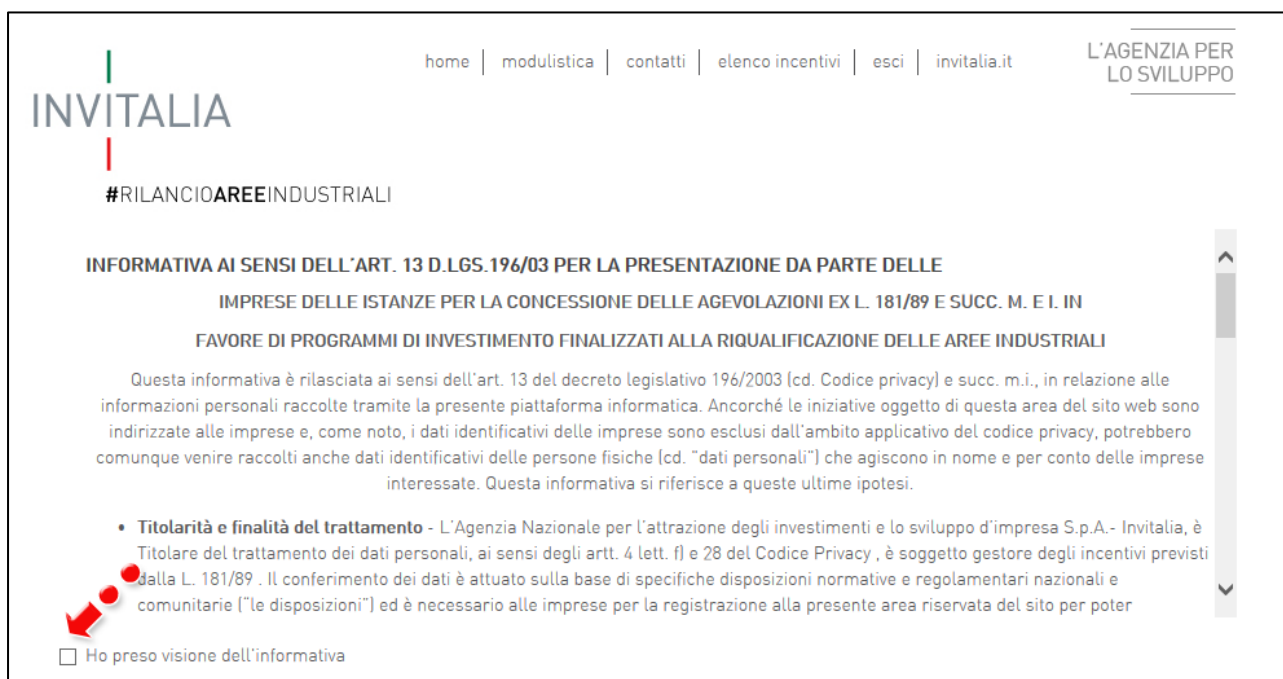 home | modulistica | contatti | elenco incentivi | esci | invitalia.it
L'AGENZIA PER
LO SVILUPPO
INVITALIA
#RILANCIOAREEINDUSTRIALI
INFORMATIVA AI SENSI DELL'ART. 13 D.LGS.196/03 PER LA PRESENTAZIONE DA PARTE DELLE
IMPRESE DELLE ISTANZE PER LA CONCESSIONE DELLE AGEVOLAZIONI EX L. 181/89 E SUCC. M. E I. IN
FAVORE DI PROGRAMMI DI INVESTIMENTO FINALIZZATI ALLA RIQUALIFICAZIONE DELLE AREE INDUSTRIALI
Questa informativa è rilasciata ai sensi dell'art. 13 del decreto legislativo 196/2003 (cd. Codice privacy) e succ. m.i., in relazione alle
informazioni personali raccolte tramite la presente piattaforma informatica. Ancorché le iniziative oggetto di questa area del sito web sono
indirizzate alle imprese e, come noto, i dati identificativi delle imprese sono esclusi dall'ambito applicativo del codice privacy, potrebbero
comunque venire raccolti anche dati identificativi delle persone fisiche (cd. "dati personali") che agiscono in nome e per conto delle imprese
interessate. Questa informativa si riferisce a queste ultime ipotesi.
• Titolarità e finalità del trattamento - L'Agenzia Nazionale per l'attrazione degli investimenti e lo sviluppo d'impresa S.p.A.- Invitalia, è
Titolare del trattamento dei dati personali, ai sensi degli artt. 4 lett. f) e 28 del Codice Privacy , è soggetto gestore degli incentivi previsti
dalla L. 181/89 . Il conferimento dei dati è attuato sulla base di specifiche disposizioni normative e regolamentari nazionali e
comunitarie ("le disposizioni") ed è necessario alle imprese per la registrazione alla presente area riservata del sito per poter
Ho preso visione dell'informativa